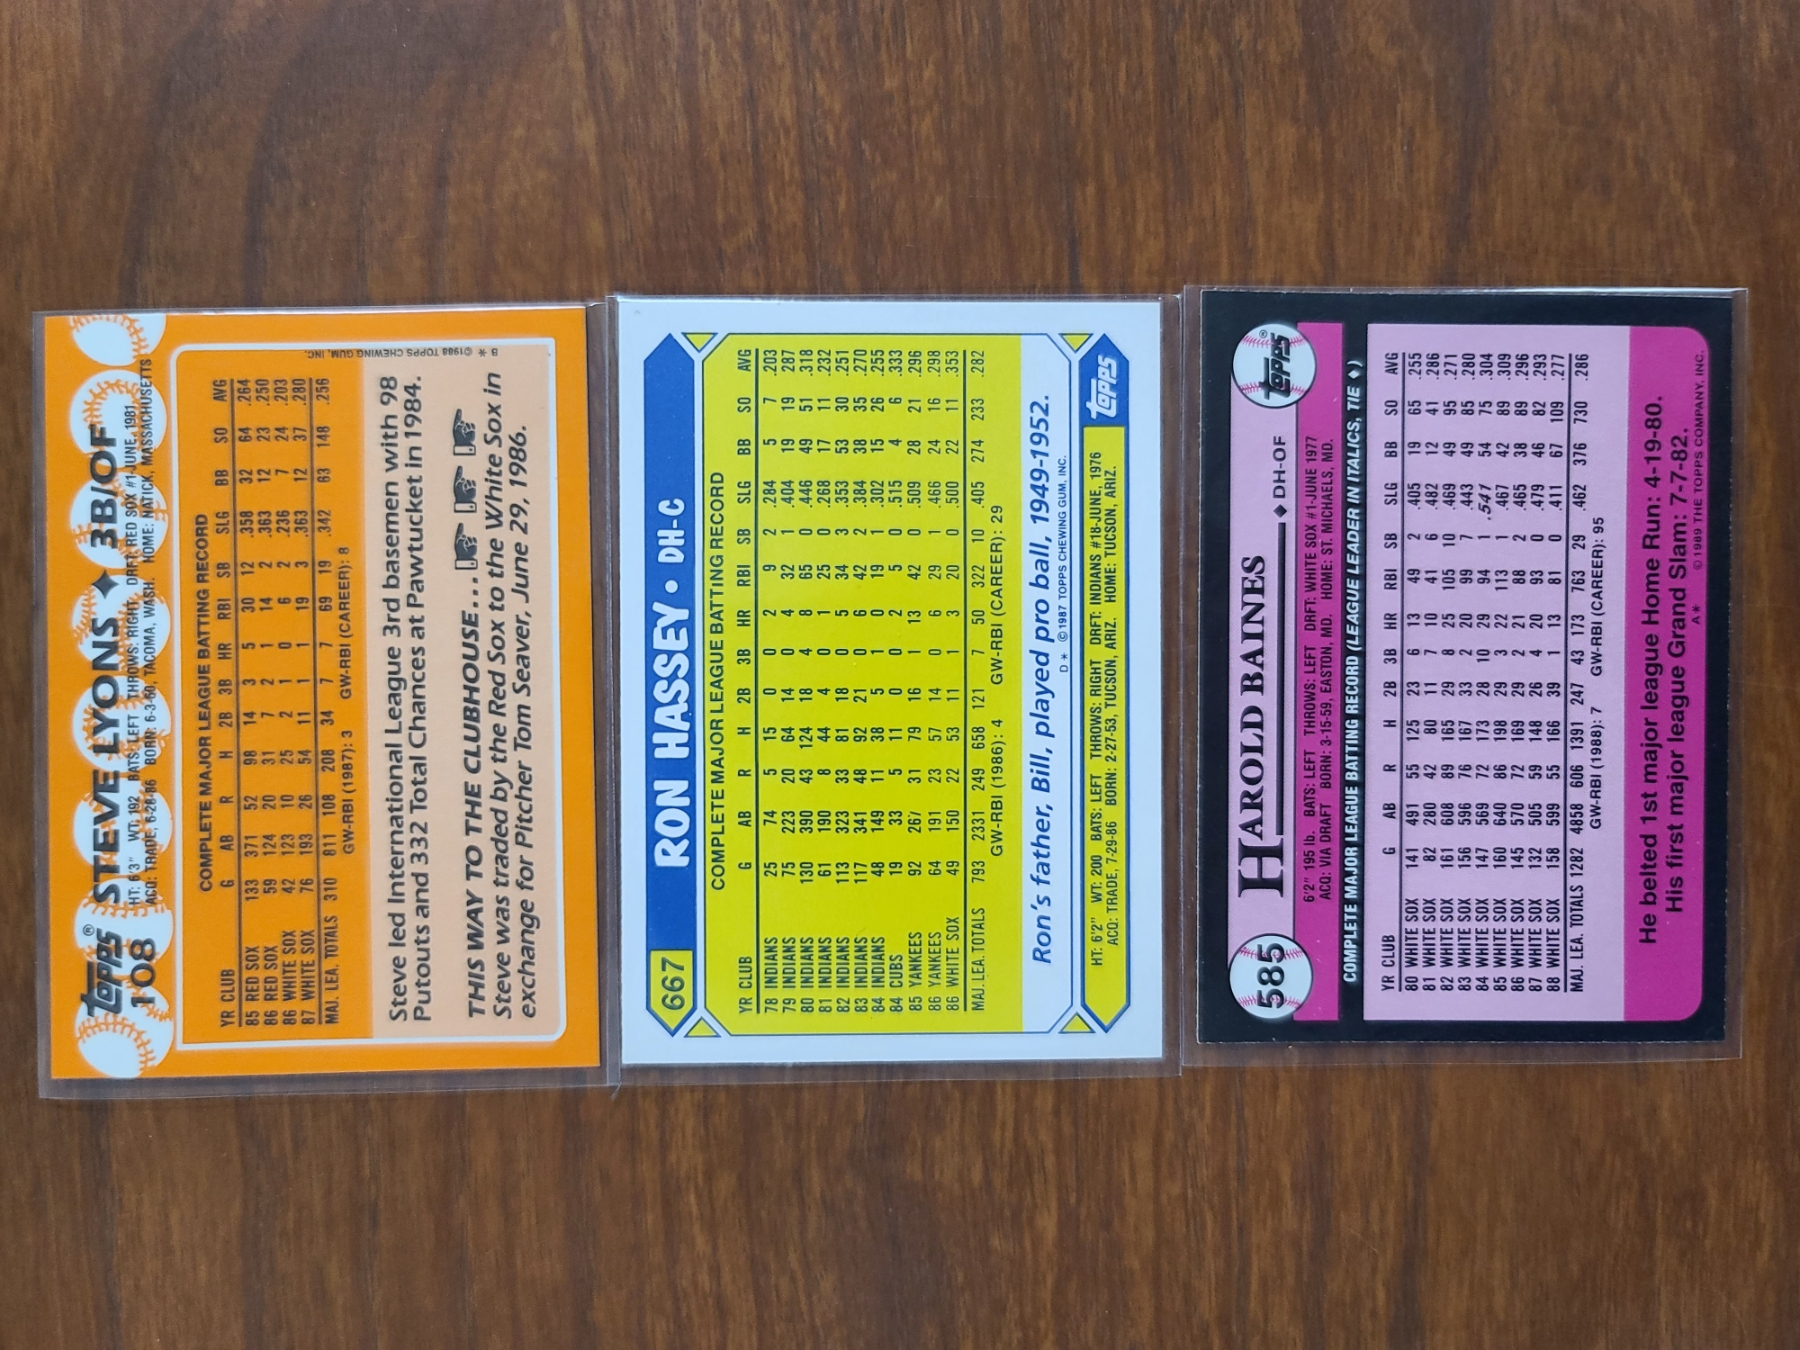 Topps®
108 STEVE LYONS ✦ 3B/OF
HT: 6'3" WT: 192 BATS: LEFT THROWS: RIGHT DRFT: RED SOX #1-JUNE, 1981
ACQ: TRADE, 6-28-86 BORN: 6-3-60, TACOMA, WASH. HOME: NATICK, MASSACHUSETTS
COMPLETE MAJOR LEAGUE BATTING RECORD
YR CLUB G AB R H 2B 3B HR RBI SB SLG BB SO AVG
85 RED SOX 133 371 52 98 14 3 5 30 12 .358 32 64 .264
86 RED SOX 59 124 20 31 7 2 1 14 2 .363 12 23 .250
86 WHITE SOX 42 123 10 25 2 1 0 6 2 .236 7 24 .203
87 WHITE SOX 76 193 26 54 11 1 1 19 3 .363 12 37 .280
MAJ. LEA. TOTALS 310 811 108 208 34 7 7 69 19 .342 63 148 .256
GW-RBI (1987): 3 GW-RBI (CAREER): 8
Steve led International League 3rd basemen with 98
Putouts and 332 Total Chances at Pawtucket in 1984.
THIS WAY TO THE CLUBHOUSE...
Steve was traded by the Red Sox to the White Sox in
exchange for Pitcher Tom Seaver, June 29, 1986.
B * ©1988 TOPPS CHEWING GUM, INC.
667 RON HASSEY • DH-C
COMPLETE MAJOR LEAGUE BATTING RECORD
YR CLUB G AB R H 2B 3B HR RBI SB SLG BB SO AVG
78 INDIANS 25 74 5 15 0 0 2 9 2 .284 5 7 .203
79 INDIANS 75 223 20 64 14 0 4 32 1 .404 19 19 .287
80 INDIANS 130 390 43 124 18 4 8 65 0 .446 49 51 .318
81 INDIANS 61 190 8 44 4 0 1 25 0 .268 17 11 .232
82 INDIANS 113 323 33 81 18 0 5 34 3 .353 53 30 .251
83 INDIANS 117 341 48 92 21 0 6 42 2 .384 38 35 .270
84 INDIANS 48 149 11 38 5 1 0 19 1 .302 15 26 .255
84 CUBS 19 33 5 11 0 0 2 5 0 .515 4 6 .333
85 YANKEES 92 267 31 79 16 1 13 42 0 .509 28 21 .296
86 YANKEES 64 191 23 57 14 0 6 29 1 .466 24 16 .298
86 WHITE SOX 49 150 22 53 11 1 3 20 0 .500 22 11 .353
MAJ. LEA. TOTALS 793 2331 249 658 121 7 50 322 10 .405 274 233 .282
GW-RBI (1986): 4 GW-RBI (CAREER): 29
Ron's father, Bill, played pro ball, 1949-1952.
D * ©1987 TOPPS CHEWING GUM, INC.
HT: 6'2" WT: 200 BATS: LEFT THROWS: RIGHT DRFT: INDIANS #18-JUNE, 1976
ACQ: TRADE, 7-29-86 BORN: 2-27-53, TUCSON, ARIZ. HOME: TUCSON, ARIZ.
Topps
585 HAROLD BAINES ♦ DH-OF
Topps®
6'2" 195 lb. BATS: LEFT THROWS: LEFT DRFT: WHITE SOX #1-JUNE 1977
ACQ: VIA DRAFT BORN: 3-15-59, EASTON, MD. HOME: ST. MICHAELS, MD.
COMPLETE MAJOR LEAGUE BATTING RECORD (LEAGUE LEADER IN ITALICS, TIE ♦)
YR CLUB G AB R H 2B 3B HR RBI SB SLG BB SO AVG
80 WHITE SOX 141 491 55 125 23 6 13 49 2 .405 19 65 .255
81 WHITE SOX 82 280 42 80 11 7 10 41 6 .482 12 41 .286
82 WHITE SOX 161 608 89 165 29 8 25 105 10 .469 49 95 .271
83 WHITE SOX 156 596 76 167 33 2 20 99 7 .443 49 85 .280
84 WHITE SOX 147 569 72 173 28 10 29 94 1 .541 54 75 .304
85 WHITE SOX 160 640 86 198 29 3 22 113 1 .467 42 89 .309
86 WHITE SOX 145 570 72 169 29 2 21 88 2 .465 38 89 .296
87 WHITE SOX 132 505 59 148 26 4 20 93 0 .479 46 82 .293
88 WHITE SOX 158 599 55 166 39 1 13 81 0 .411 67 109 .277
MAJ. LEA. TOTALS 1282 4858 606 1391 247 43 173 763 29 .462 376 730 .286
GW-RBI (1988): 7 GW-RBI (CAREER): 95
He belted 1st major league Home Run: 4-19-80.
His first major league Grand Slam: 7-7-82.
A* © 1989 THE TOPPS COMPANY, INC.